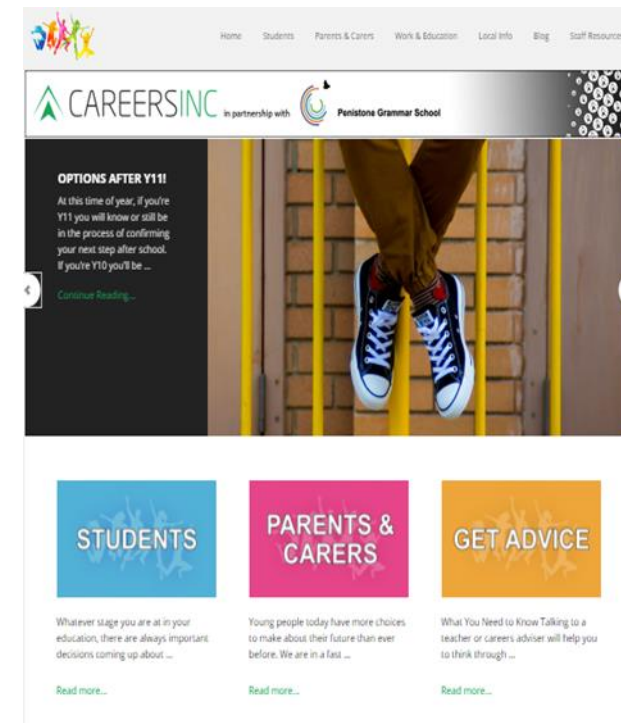 Home Students Parents & Carers Work & Education Local Info Blog Staff Resources
CAREERSINC in partnership with Penistone Grammar School
OPTIONS AFTER Y11!
At this time of year, if you're
Y11 you will know or still be
in the process of confirming
your next step after school.
If you're Y10 you'll be ...
Continue Reading...
STUDENTS
PARENTS &
CARERS
GET ADVICE
Whatever stage you are at in your
education, there are always important
decisions coming up about ...
Read more...
Young people today have more choices
to make about their future than ever
before. We are in a fast ...
Read more...
What You Need to Know Talking to a
teacher or careers adviser will help you
to think through ...
Read more...